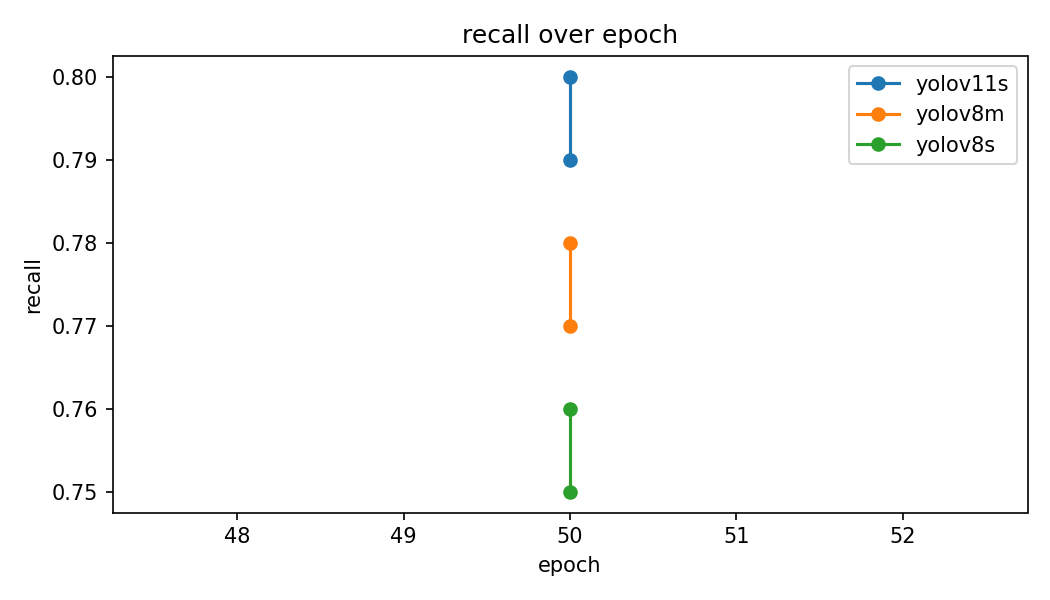 recall over epoch
yolov11s
yolov8m
yolov8s
0.80
0.79
0.78
0.77
0.76
0.75
recall
48 49 50 51 52
epoch